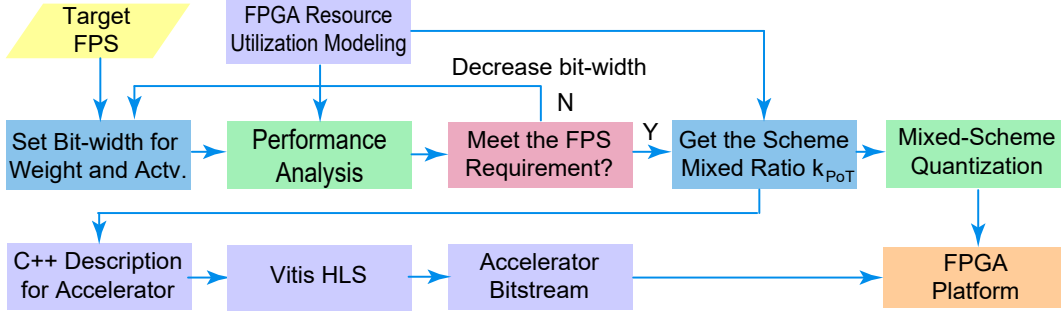 Target
FPS
FPGA Resource
Utilization Modeling
Decrease bit-width
N
Set Bit-width for
Weight and Actv.
Performance
Analysis
Meet the FPS
Requirement?
Y
Get the Scheme
Mixed Ratio kPoT
Mixed-Scheme
Quantization
C++ Description
for Accelerator
Vitis HLS
Accelerator
Bitstream
FPGA
Platform